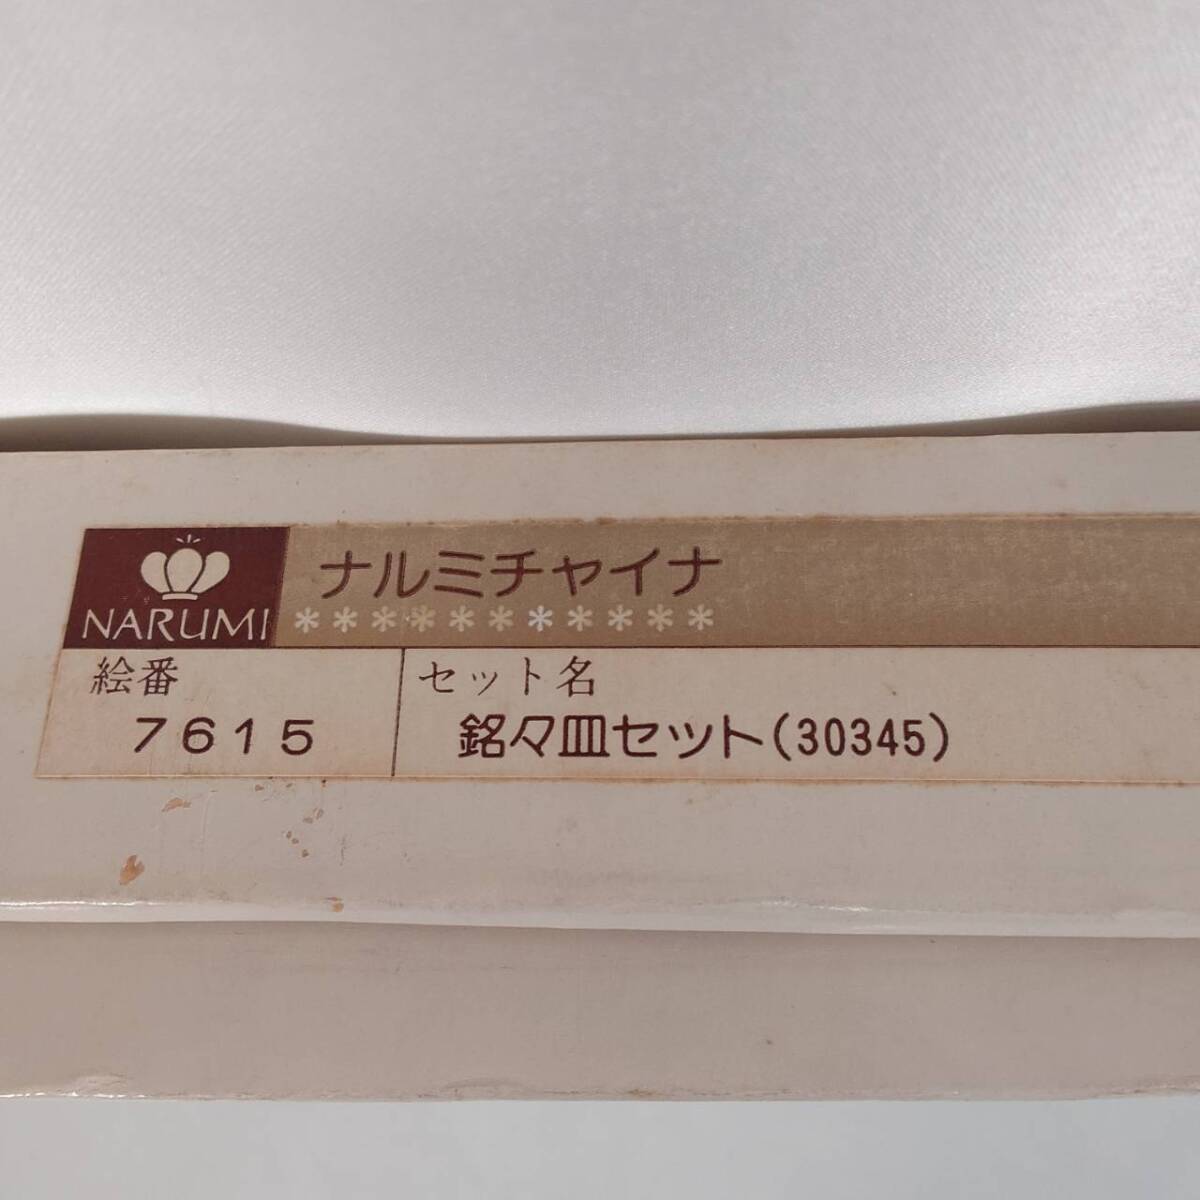 ナルミチャイナ
NARUMI ***********
絵番 セット名
7615 銘々皿セット(30345)